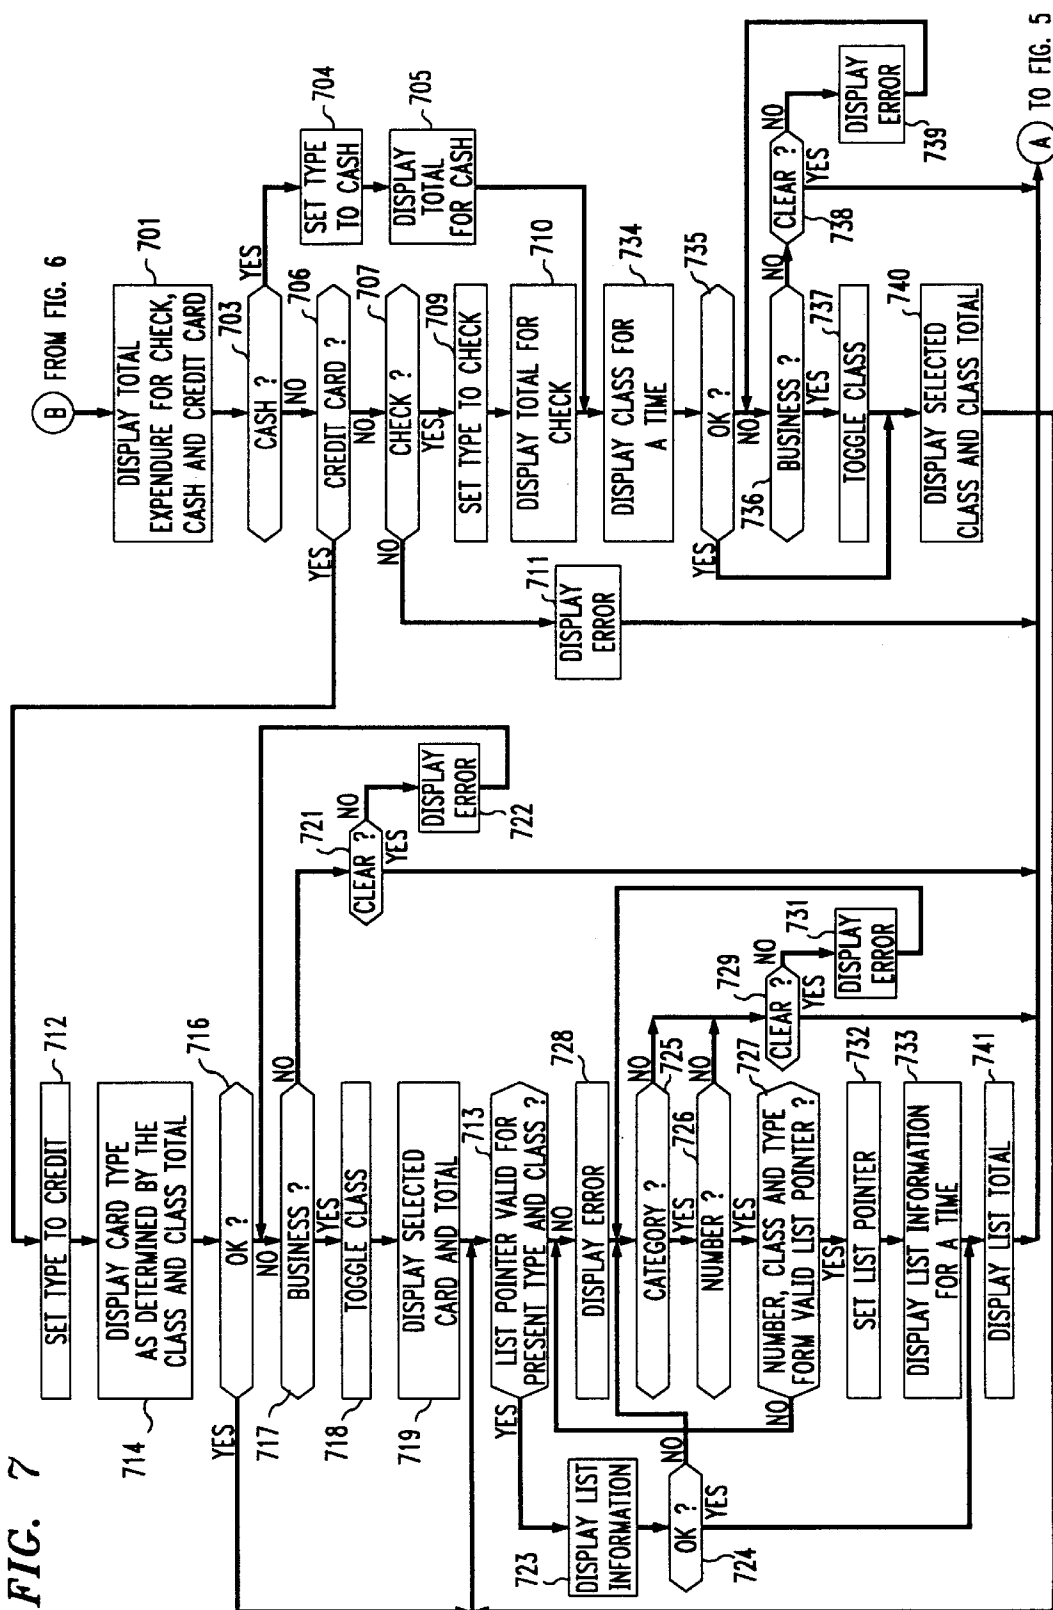 FIG. 7
B FROM FIG. 6
DISPLAY TOTAL
EXPENDURE FOR CHECK,
CASH AND CREDIT CARD
701
CASH ?
703
YES
NO
SET TYPE
TO CASH
704
DISPLAY
TOTAL
FOR CASH
705
CREDIT CARD ?
706
YES
NO
CHECK ?
707
NO
YES
SET TYPE TO CHECK
709
DISPLAY TOTAL FOR
CHECK
710
DISPLAY
ERROR
711
DISPLAY CLASS FOR
A TIME
734
OK ?
735
YES
NO
BUSINESS ?
736
NO
YES
CLEAR ?
738
NO
YES
DISPLAY
ERROR
739
TOGGLE CLASS
737
DISPLAY SELECTED
CLASS AND CLASS TOTAL
740
A TO FIG. 5
SET TYPE TO CREDIT
712
DISPLAY CARD TYPE
AS DETERMINED BY THE
CLASS AND CLASS TOTAL
714
OK ?
716
YES
NO
BUSINESS ?
717
NO
YES
CLEAR ?
721
NO
YES
DISPLAY
ERROR
722
TOGGLE CLASS
718
DISPLAY SELECTED
CARD AND TOTAL
719
LIST POINTER VALID FOR
PRESENT TYPE AND CLASS ?
713
YES
NO
DISPLAY LIST
INFORMATION
723
OK ?
724
NO
YES
DISPLAY ERROR
728
CATEGORY ?
725
NO
YES
NUMBER ?
726
NO
YES
NUMBER, CLASS AND TYPE
FORM VALID LIST POINTER ?
727
NO
YES
CLEAR ?
729
NO
YES
DISPLAY
ERROR
731
SET LIST POINTER
732
DISPLAY LIST INFORMATION
FOR A TIME
733
DISPLAY LIST TOTAL
741